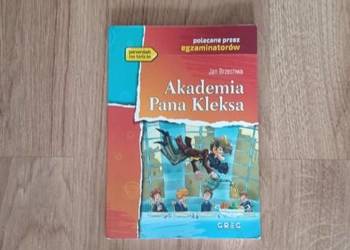 polecane przez
egzaminatorów
Jan Brzechwa
Akademia
Pana Kleksa
GREG